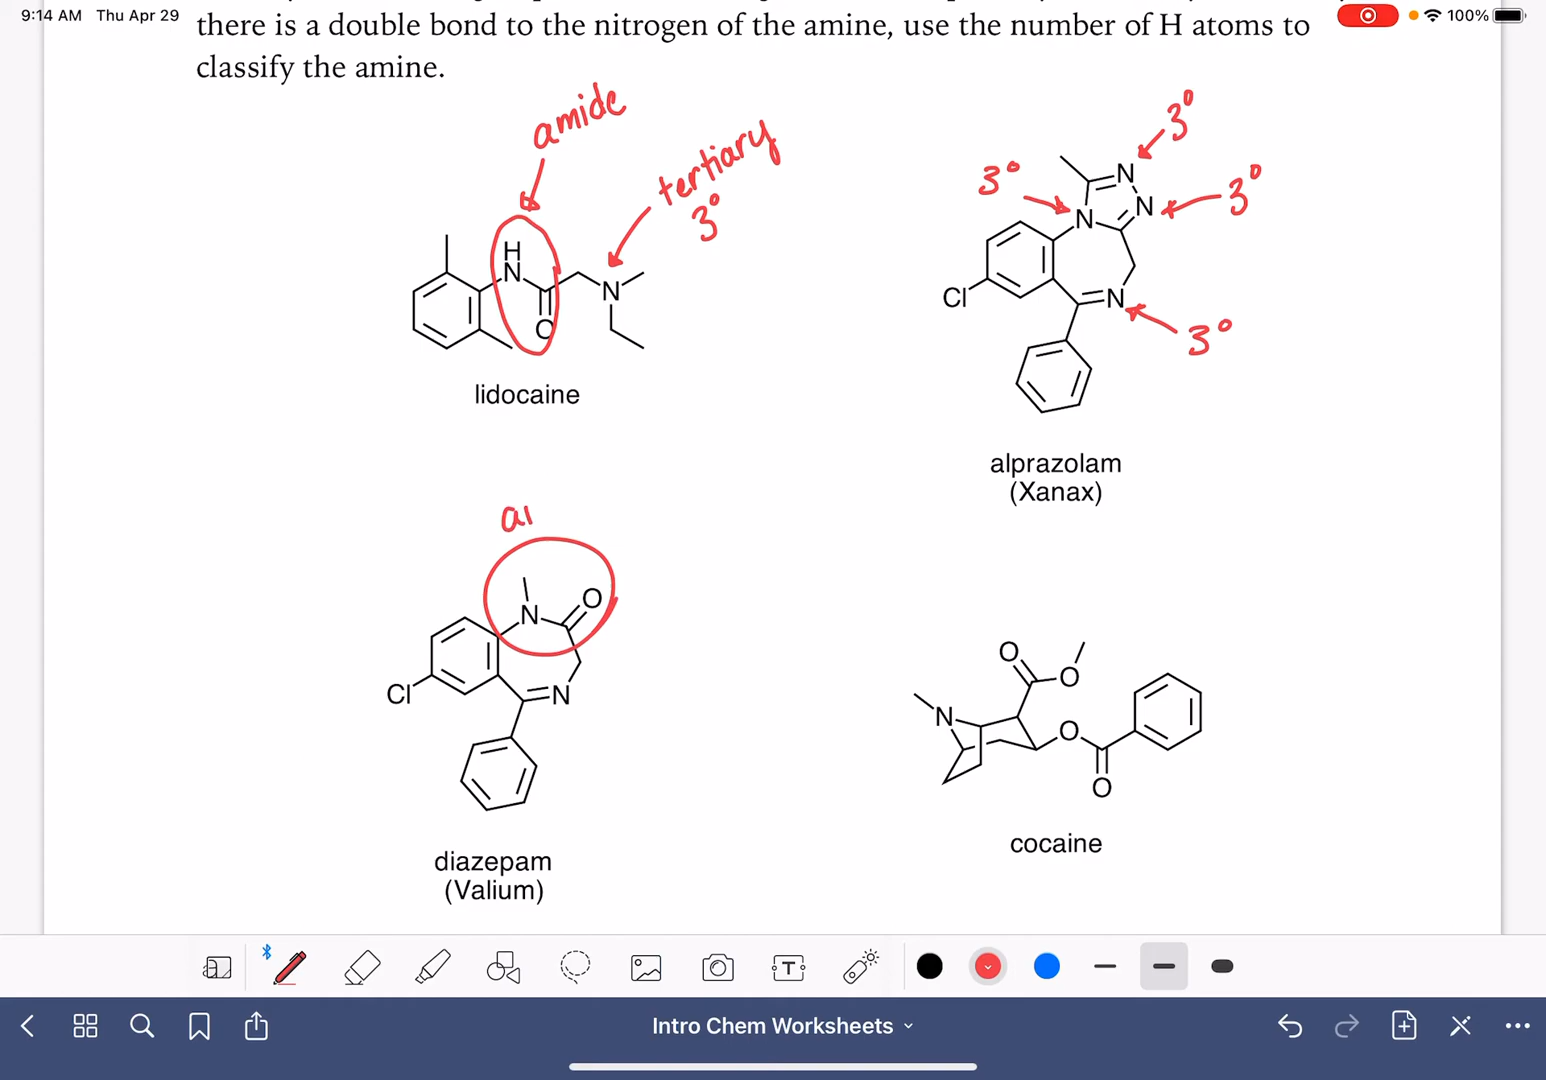 9:14 AM Thu Apr 29
100%
there is a double bond to the nitrogen of the amine, use the number of H atoms to
classify the amine.
amide
tertiary
3°
H
N
O
N
lidocaine
3°
3°
3°
3°
N
N
N
N
Cl
alprazolam
(Xanax)
a
N
O
Cl
N
diazepam
(Valium)
O
O
N
O
O
cocaine
T
Intro Chem Worksheets